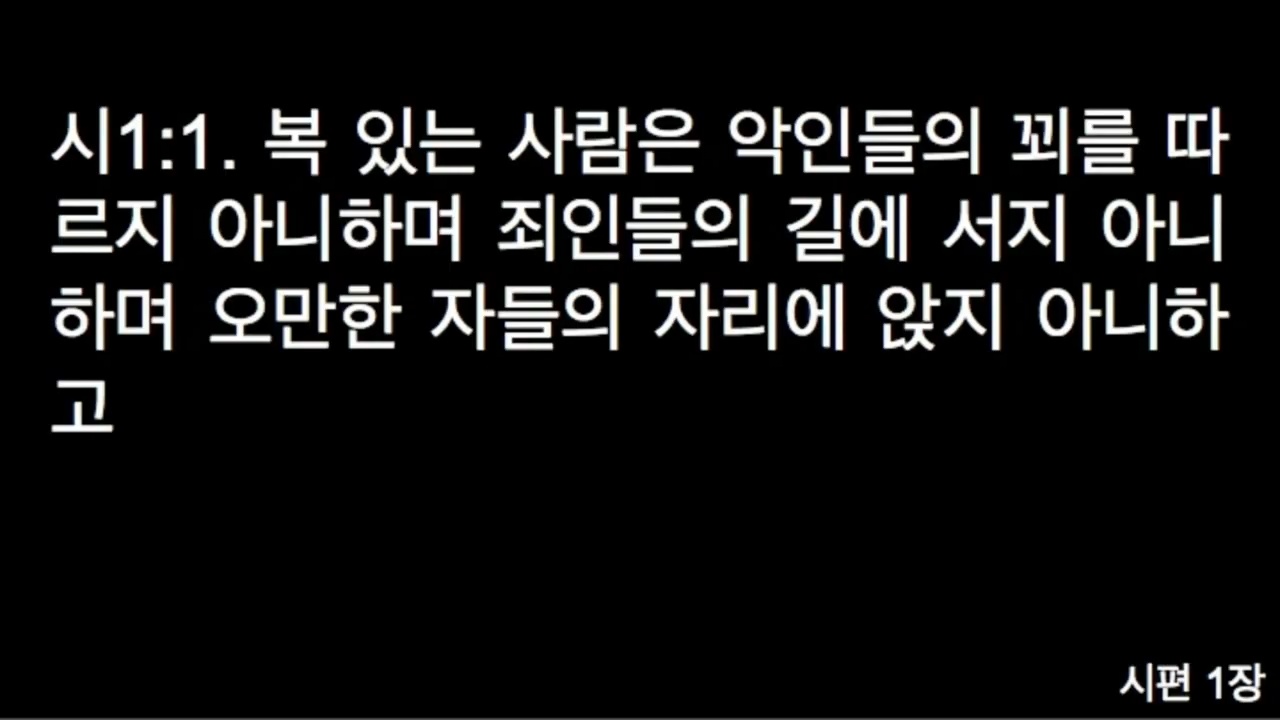 시1:1. 복 있는 사람은 악인들의 꾀를 따
르지 아니하며 죄인들의 길에 서지 아니
하며 오만한 자들의 자리에 앉지 아니하
고
시편 1장